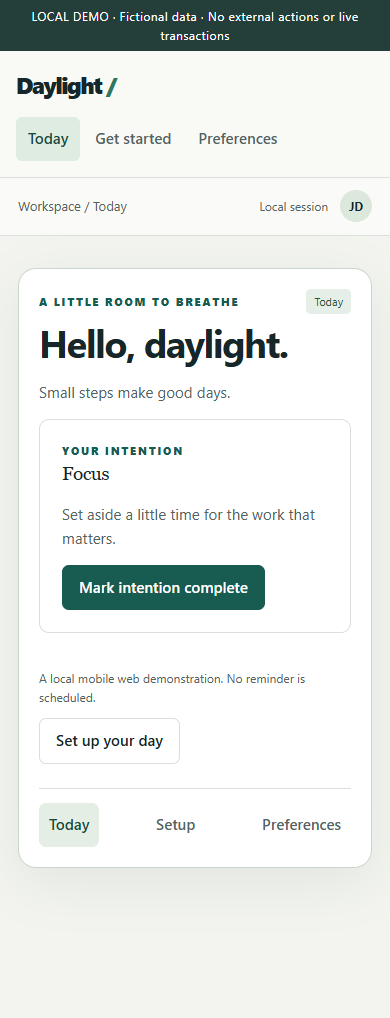 LOCAL DEMO · Fictional data · No external actions or live
transactions
Daylight /
Today Get started Preferences
Workspace / Today Local session JD
A LITTLE ROOM TO BREATHE Today
Hello, daylight.
Small steps make good days.
YOUR INTENTION
Focus
Set aside a little time for the work that
matters.
Mark intention complete
A local mobile web demonstration. No reminder is
scheduled.
Set up your day
Today Setup Preferences